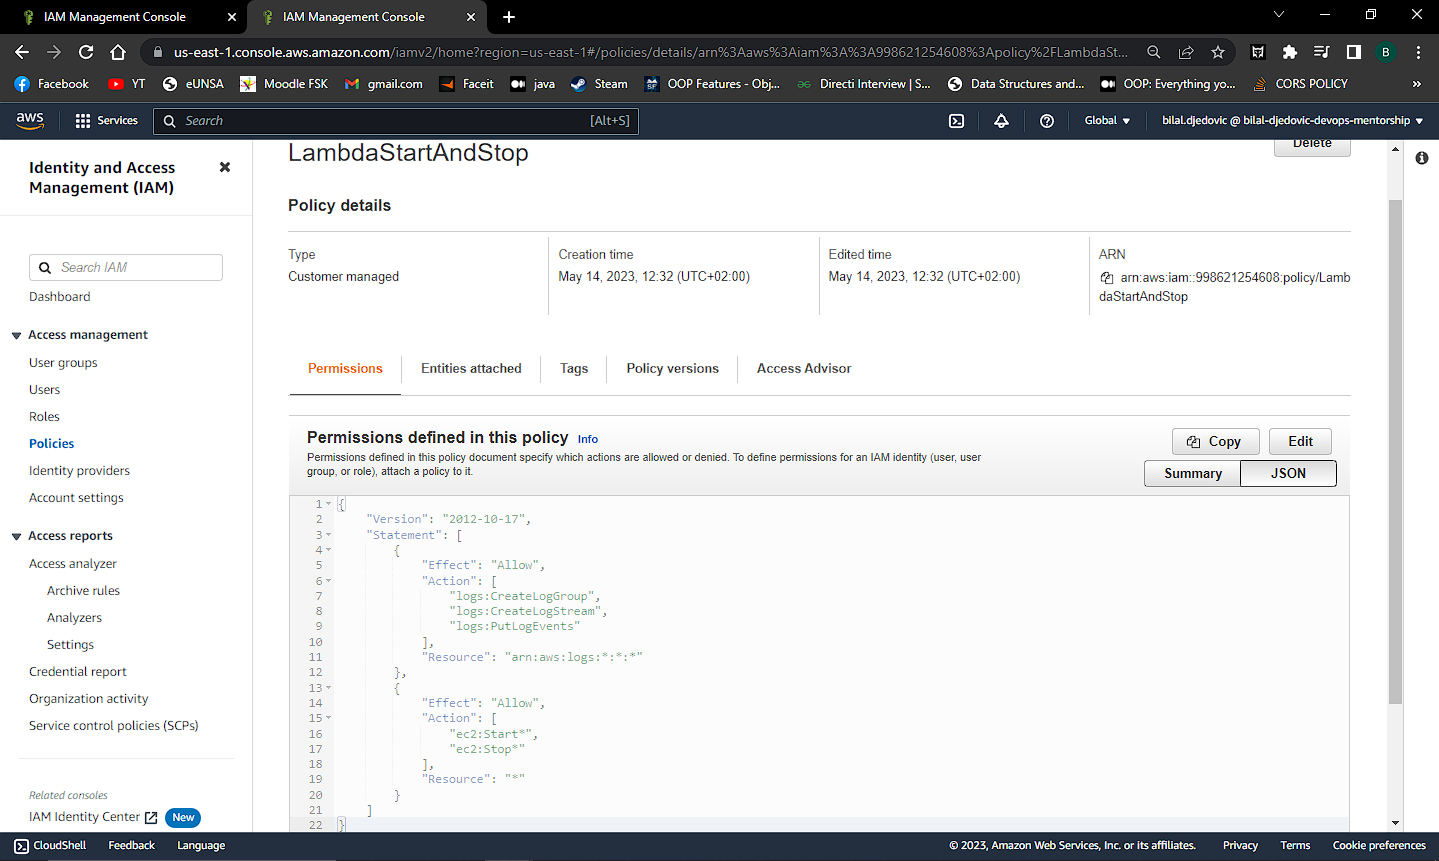 IAM Management Console
IAM Management Console
us-east-1.console.aws.amazon.com/iamv2/home?region=us-east-1#/policies/details/arn%3Aaws%3Aiam%3A%3A998621254608%3Apolicy%2FLambdaSt...
B
Facebook
YT
eUNSA
Moodle FSK
gmail.com
Faceit
java
Steam
OOP Features - Obj...
Directi Interview | S...
Data Structures and...
OOP: Everything yo...
CORS POLICY
»
aws
Services
Search
[Alt+S]
Global
bilal.djedovic @ bilal-djedovic-devops-mentorship
Identity and Access
Management (IAM)
Search IAM
Dashboard
Access management
User groups
Users
Roles
Policies
Identity providers
Account settings
Access reports
Access analyzer
Archive rules
Analyzers
Settings
Credential report
Organization activity
Service control policies (SCPs)
Related consoles
IAM Identity Center
New
LambdaStartAndStop
Delete
Policy details
Type
Customer managed
Creation time
May 14, 2023, 12:32 (UTC+02:00)
Edited time
May 14, 2023, 12:32 (UTC+02:00)
ARN
arn:aws:iam::998621254608:policy/Lamb
daStartAndStop
Permissions
Entities attached
Tags
Policy versions
Access Advisor
Permissions defined in this policy Info
Permissions defined in this policy document specify which actions are allowed or denied. To define permissions for an IAM identity (user, user
group, or role), attach a policy to it.
Copy
Edit
Summary
JSON
1 {
2 "Version": "2012-10-17",
3 "Statement": [
4 {
5 "Effect": "Allow",
6 "Action": [
7 "logs:CreateLogGroup",
8 "logs:CreateLogStream",
9 "logs:PutLogEvents"
10 ],
11 "Resource": "arn:aws:logs:*:*:*"
12 },
13 {
14 "Effect": "Allow",
15 "Action": [
16 "ec2:Start*",
17 "ec2:Stop*"
18 ],
19 "Resource": "*"
20 }
21 ]
22 }
CloudShell
Feedback
Language
© 2023, Amazon Web Services, Inc. or its affiliates.
Privacy
Terms
Cookie preferences